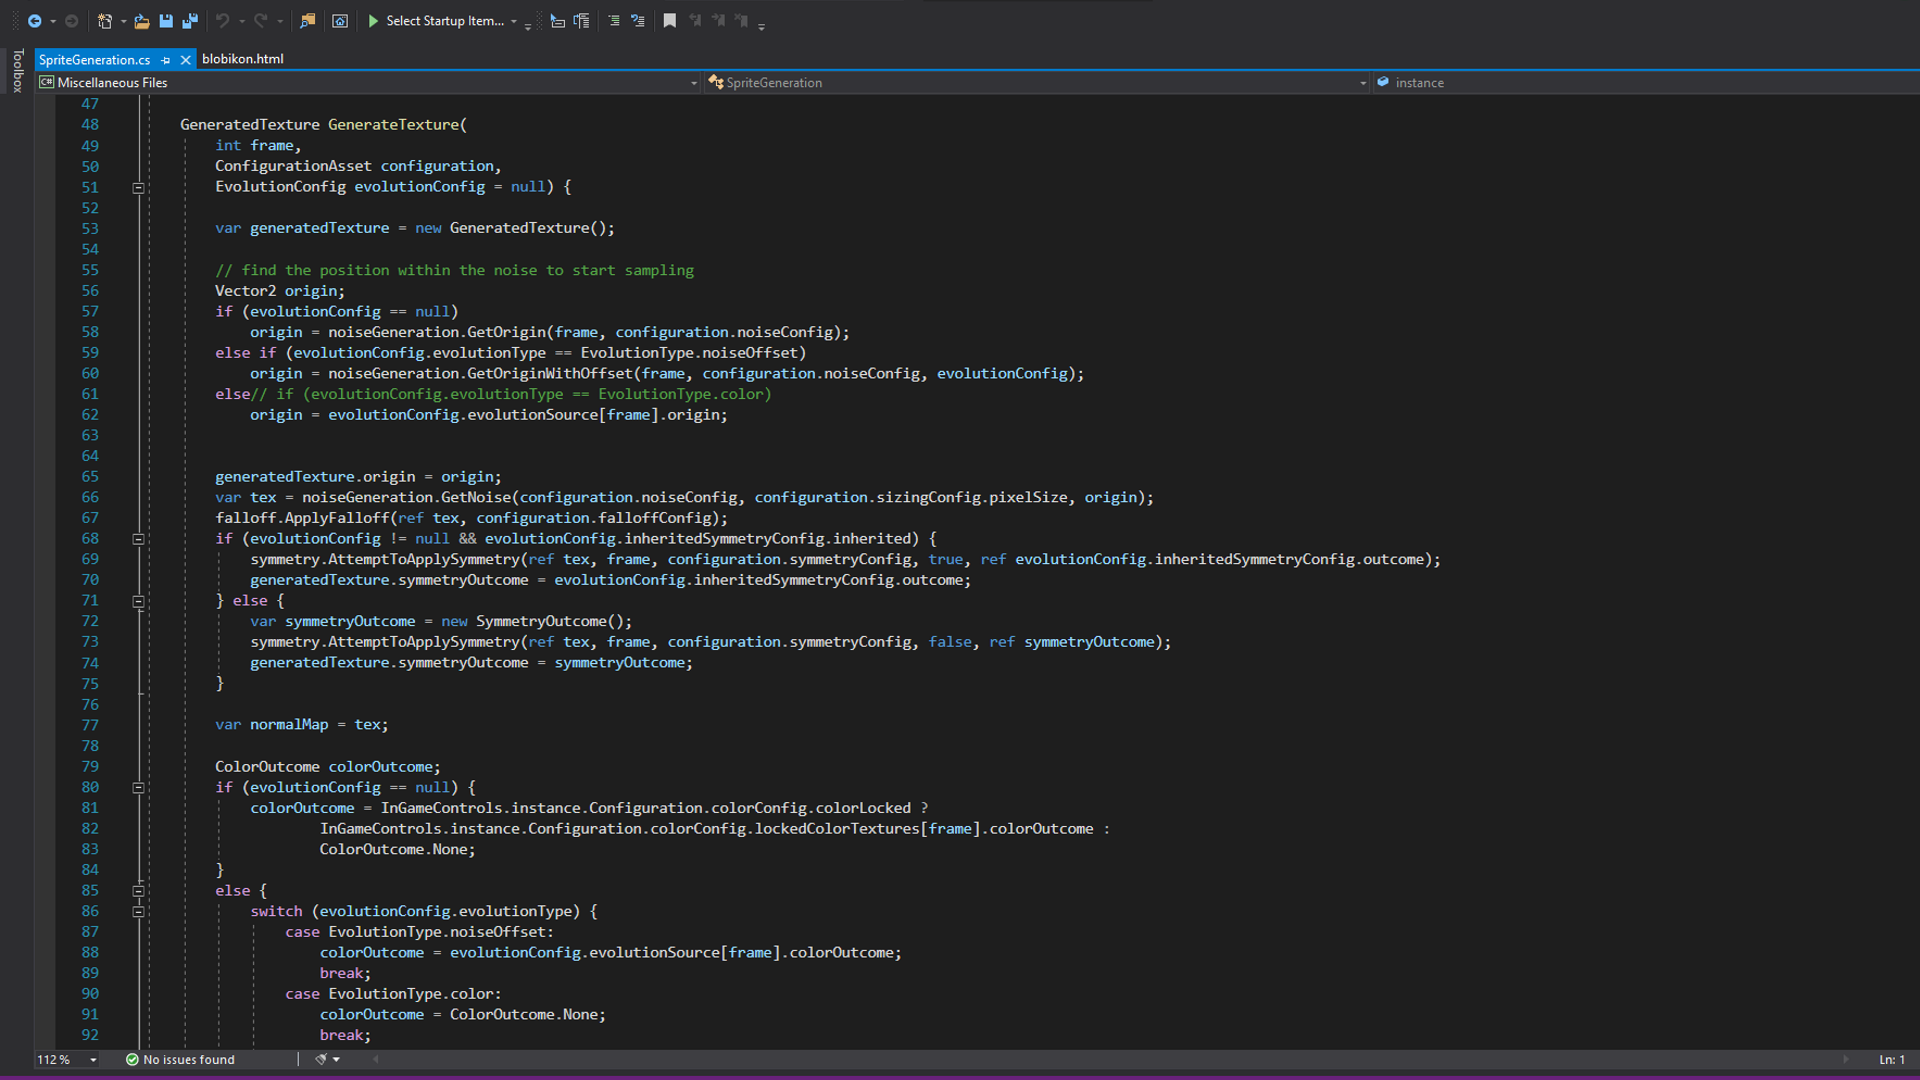 Select Startup Item...
Toolbox
SpriteGeneration.cs
blobikon.html
C# Miscellaneous Files
SpriteGeneration
instance
47
48 GeneratedTexture GenerateTexture(
49 int frame,
50 ConfigurationAsset configuration,
51 EvolutionConfig evolutionConfig = null) {
52
53 var generatedTexture = new GeneratedTexture();
54
55 // find the position within the noise to start sampling
56 Vector2 origin;
57 if (evolutionConfig == null)
58 origin = noiseGeneration.GetOrigin(frame, configuration.noiseConfig);
59 else if (evolutionConfig.evolutionType == EvolutionType.noiseOffset)
60 origin = noiseGeneration.GetOriginWithOffset(frame, configuration.noiseConfig, evolutionConfig);
61 else// if (evolutionConfig.evolutionType == EvolutionType.color)
62 origin = evolutionConfig.evolutionSource[frame].origin;
63
64
65 generatedTexture.origin = origin;
66 var tex = noiseGeneration.GetNoise(configuration.noiseConfig, configuration.sizingConfig.pixelSize, origin);
67 falloff.ApplyFalloff(ref tex, configuration.falloffConfig);
68 if (evolutionConfig != null && evolutionConfig.inheritedSymmetryConfig.inherited) {
69 symmetry.AttemptToApplySymmetry(ref tex, frame, configuration.symmetryConfig, true, ref evolutionConfig.inheritedSymmetryConfig.outcome);
70 generatedTexture.symmetryOutcome = evolutionConfig.inheritedSymmetryConfig.outcome;
71 } else {
72 var symmetryOutcome = new SymmetryOutcome();
73 symmetry.AttemptToApplySymmetry(ref tex, frame, configuration.symmetryConfig, false, ref symmetryOutcome);
74 generatedTexture.symmetryOutcome = symmetryOutcome;
75 }
76
77 var normalMap = tex;
78
79 ColorOutcome colorOutcome;
80 if (evolutionConfig == null) {
81 colorOutcome = InGameControls.instance.Configuration.colorConfig.colorLocked ?
82 InGameControls.instance.Configuration.colorConfig.lockedColorTextures[frame].colorOutcome :
83 ColorOutcome.None;
84 }
85 else {
86 switch (evolutionConfig.evolutionType) {
87 case EvolutionType.noiseOffset:
88 colorOutcome = evolutionConfig.evolutionSource[frame].colorOutcome;
89 break;
90 case EvolutionType.color:
91 colorOutcome = ColorOutcome.None;
92 break;
112 %
No issues found
Ln: 1